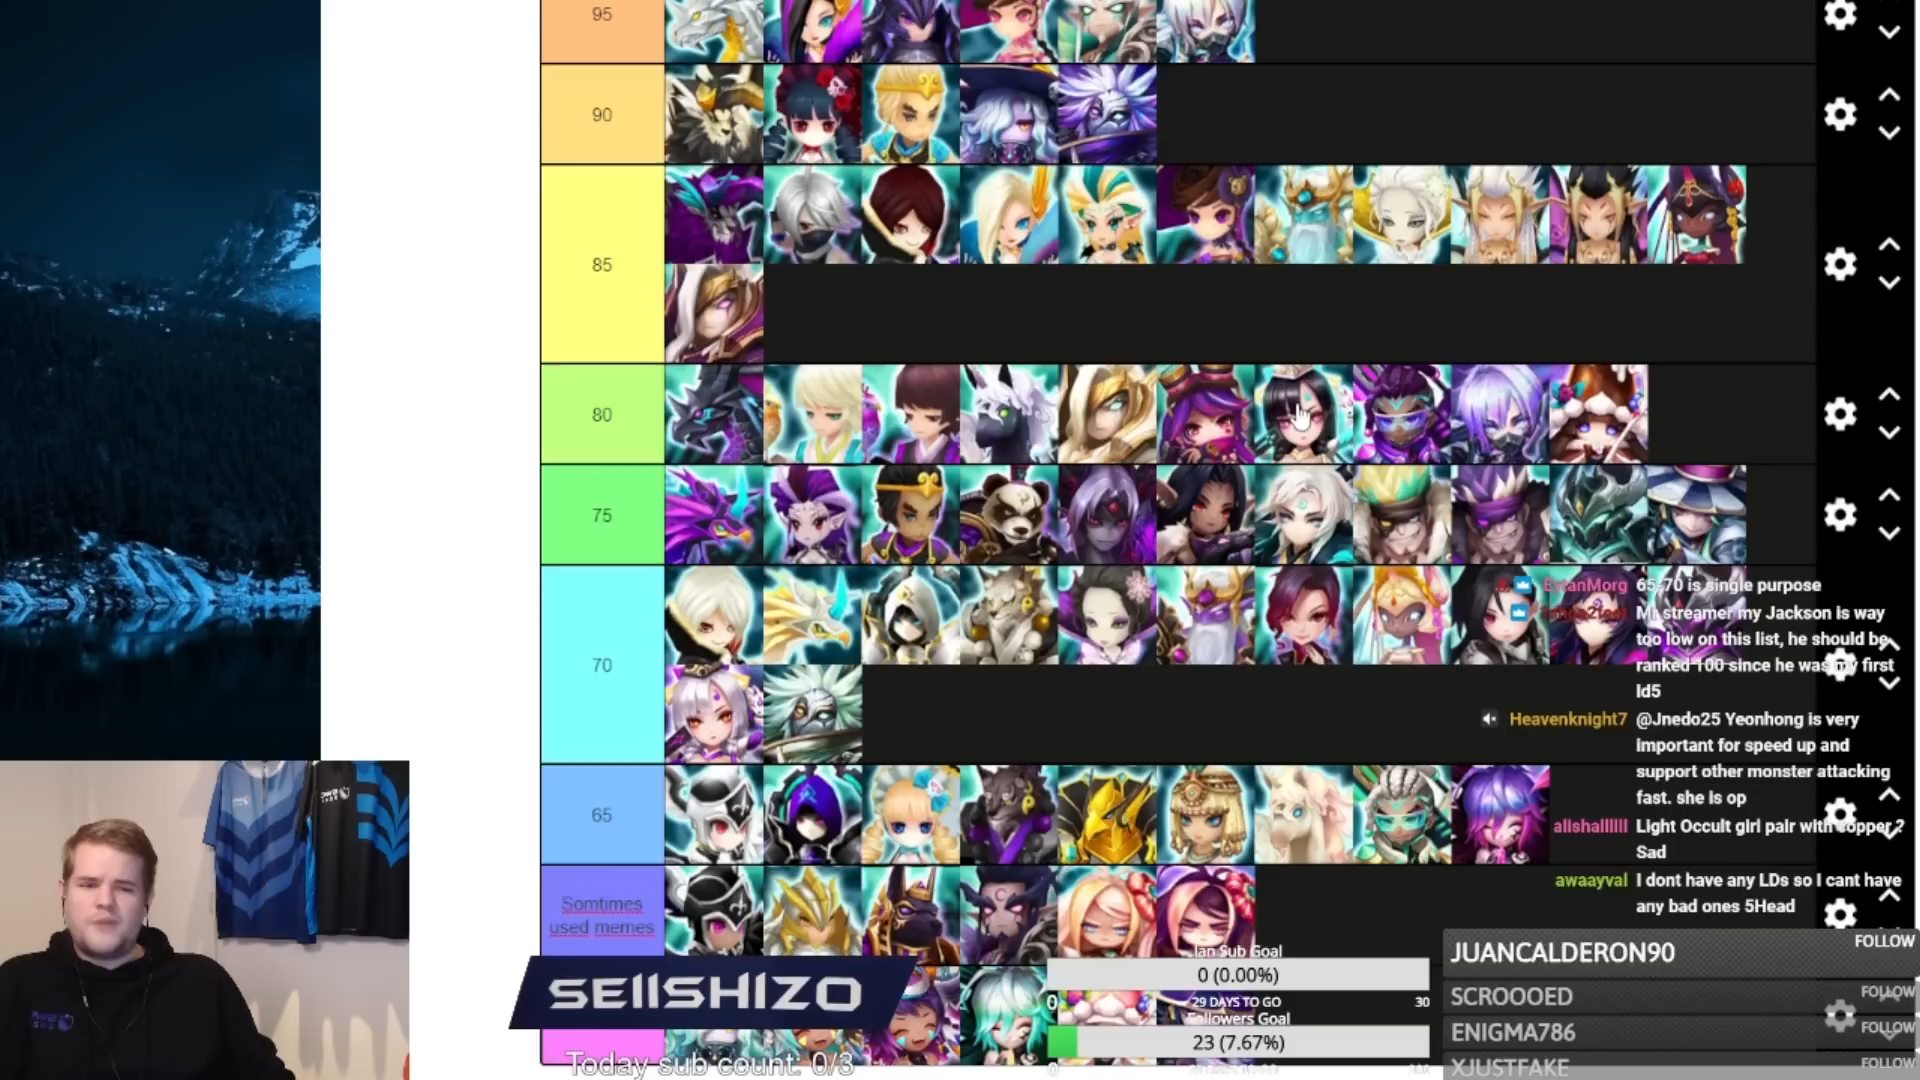 95
90
85
80
75
70
65
Somtimes
used memes
EytanMorg 65-70 is single purpose
Mr streamer my Jackson is way
too low on this list, he should be
ranked 100 since he was my first
ld5
Heavenknight7 @Jnedo25 Yeonhong is very
important for speed up and
support other monster attacking
fast. she is op
alishallllll Light Occult girl pair with copper ?
Sad
awaayval I dont have any LDs so I cant have
any bad ones 5Head
SEIISHIZO
Today sub count: 0/3
Jan Sub Goal
0 (0.00%)
0 29 DAYS TO GO 30
Followers Goal
23 (7.67%)
JUANCALDERON90 FOLLOW
SCROOOED FOLLOW
ENIGMA786 FOLLOW
XJUSTFAKE FOLLOW